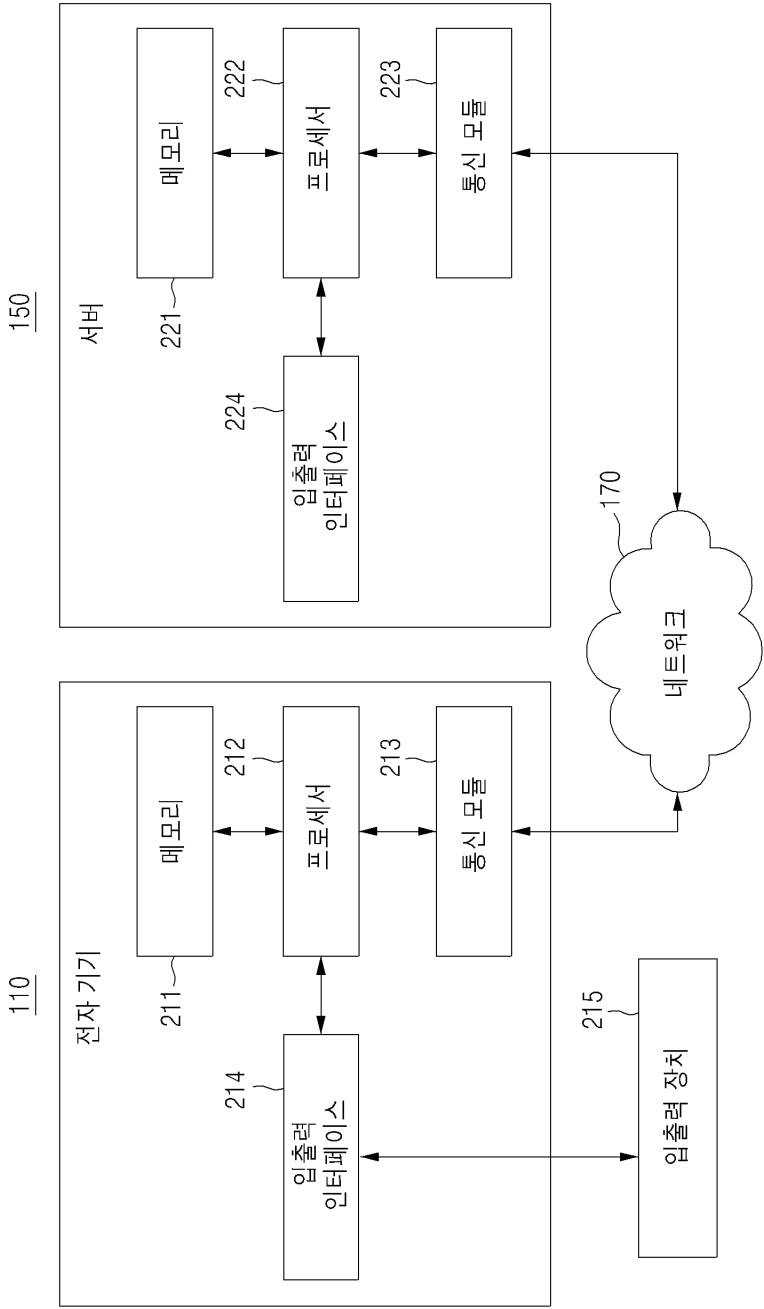 110
전자 기기
메모리
211
212
프로세서
213
통신 모듈
214
입출력
인터페이스
215
입출력 장치
150
서버
메모리
221
222
프로세서
223
통신 모듈
224
입출력
인터페이스
170
네트워크